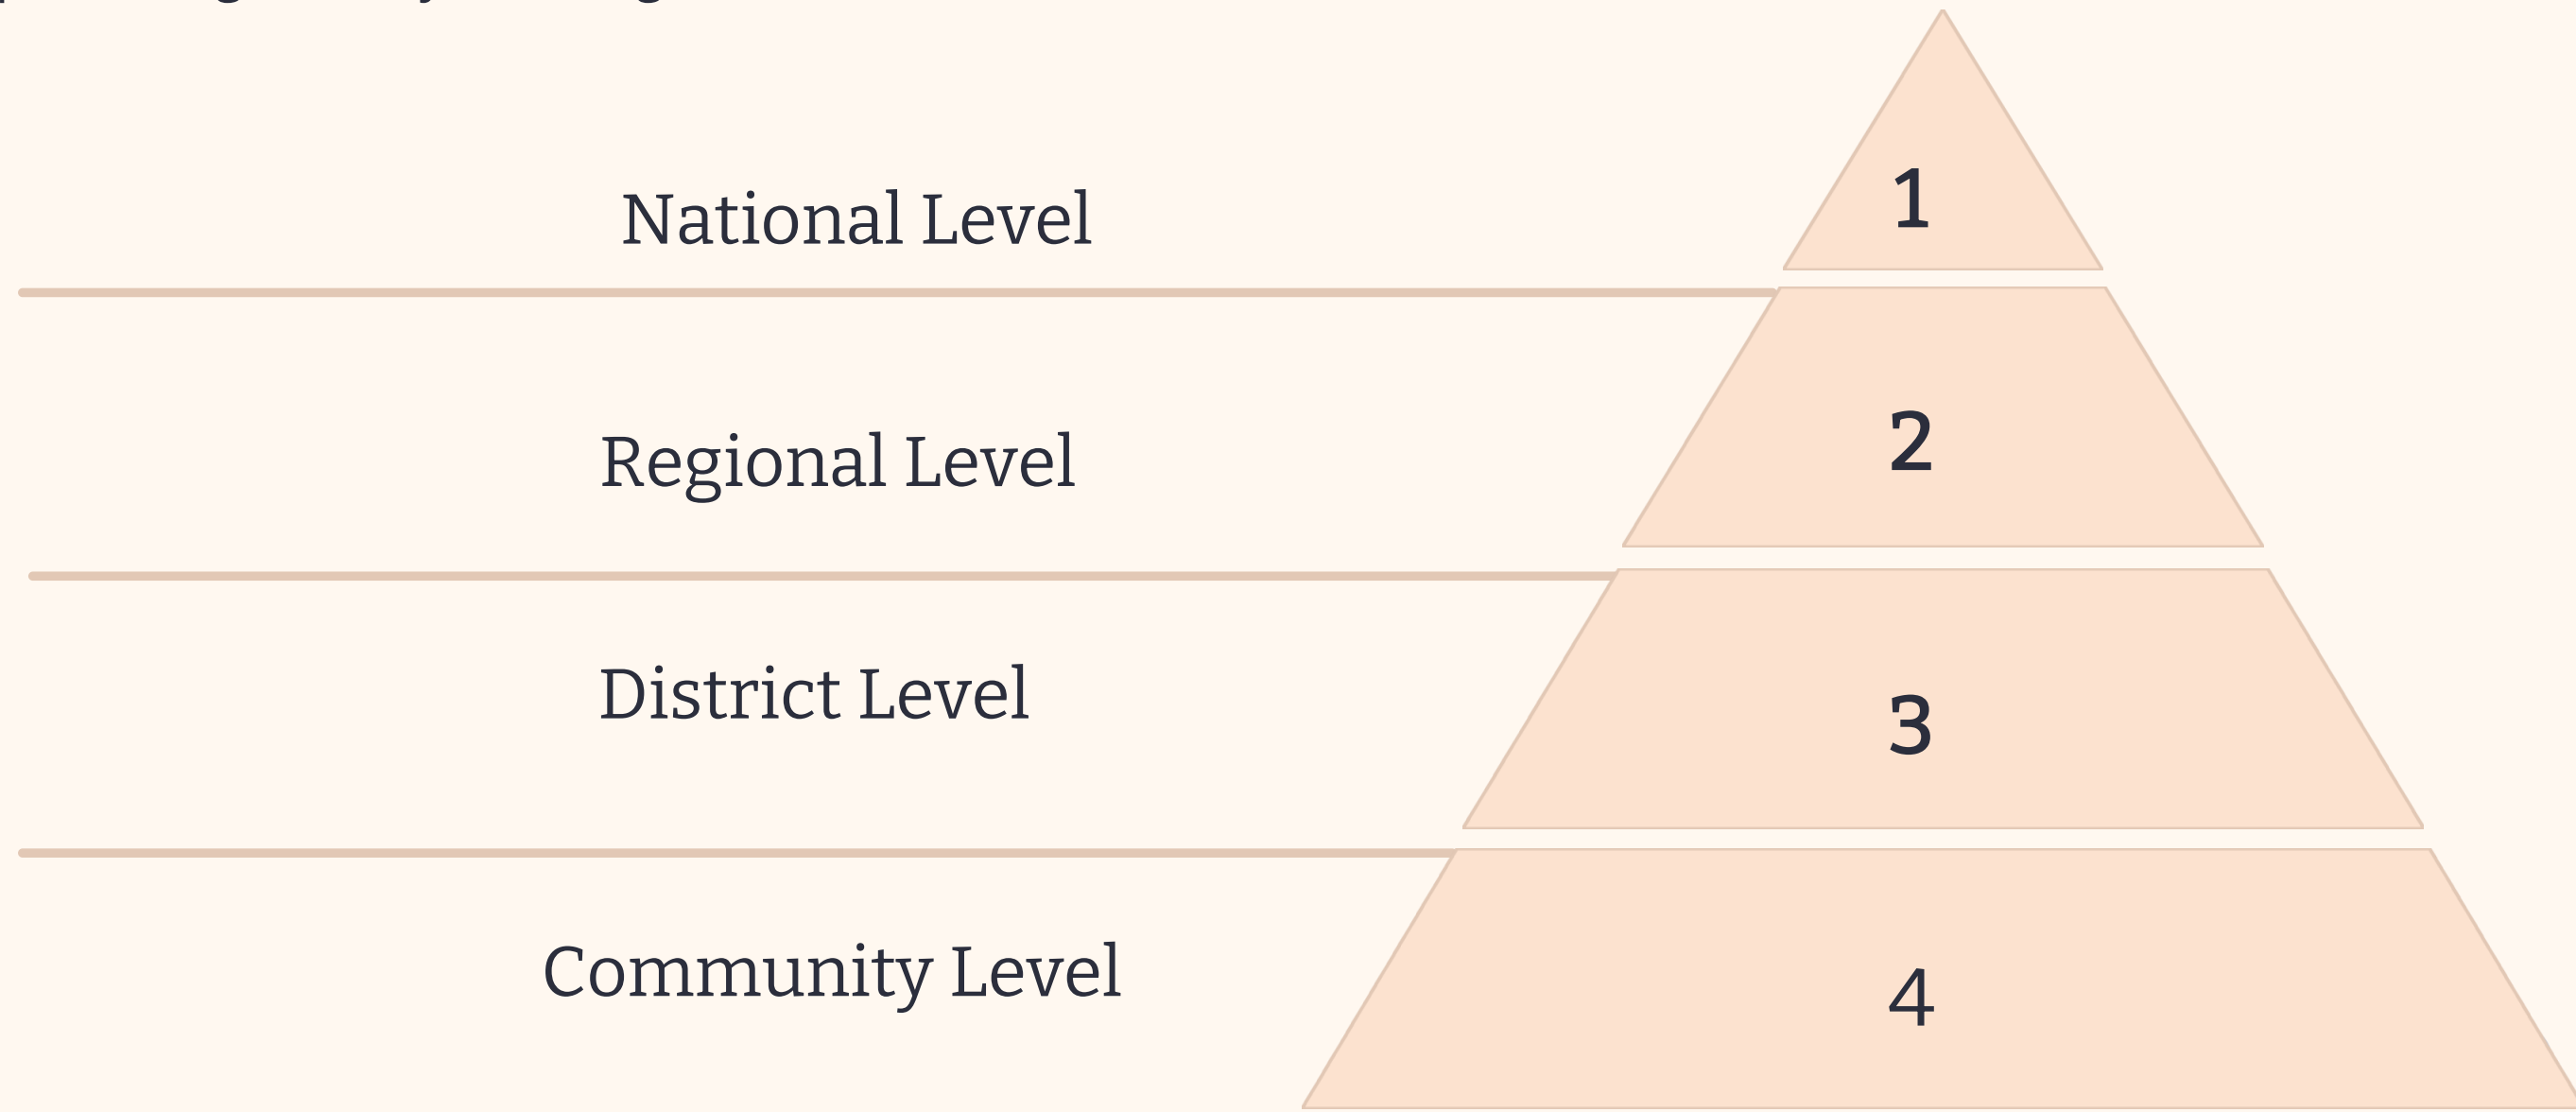 National Level
1
Regional Level
2
District Level
3
Community Level
4